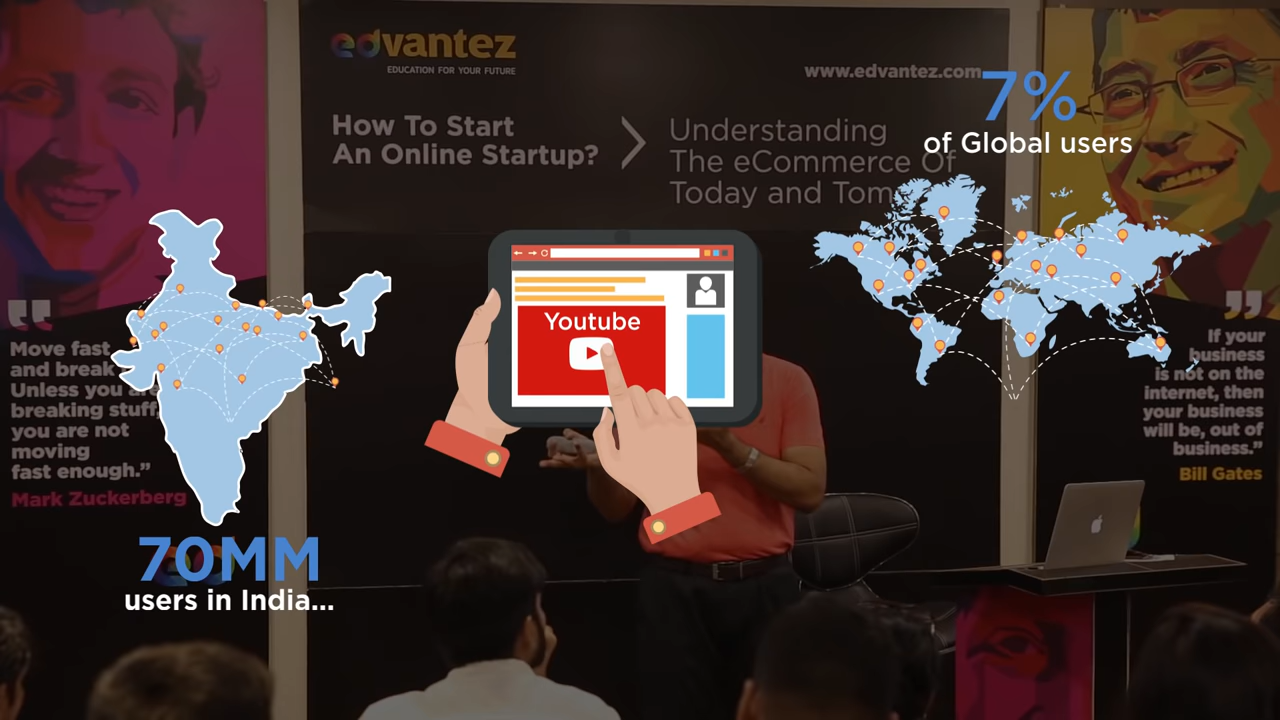 edvantez
EDUCATION FOR YOUR FUTURE
www.edvantez.com
How To Start
An Online Startup?
Understanding
The eCommerce Of
Today and Tom
7%
of Global users
Youtube
Move fast
and break
Unless you are
breaking stuff,
you are not
moving
fast enough.”
Mark Zuckerberg
If your
business
is not on the
internet, then
your business
will be, out of
business.”
Bill Gates
70MM
users in India...